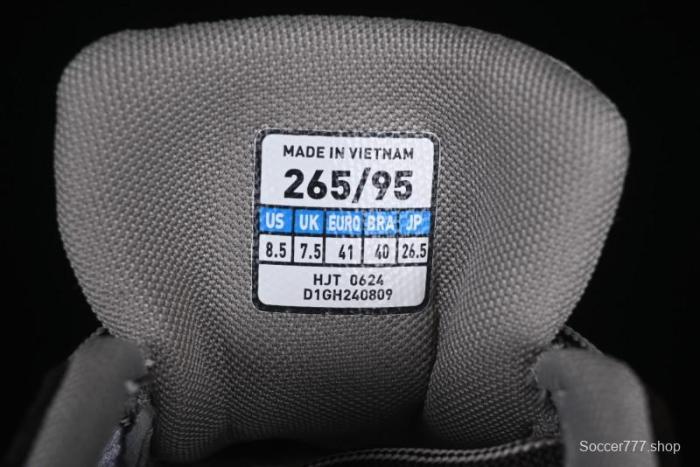 MADE IN VIETNAM
265/95
US UK EURO BRA JP
8.5 7.5 41 40 26.5
HJT 0624
D1GH240809
Soccer777.shop